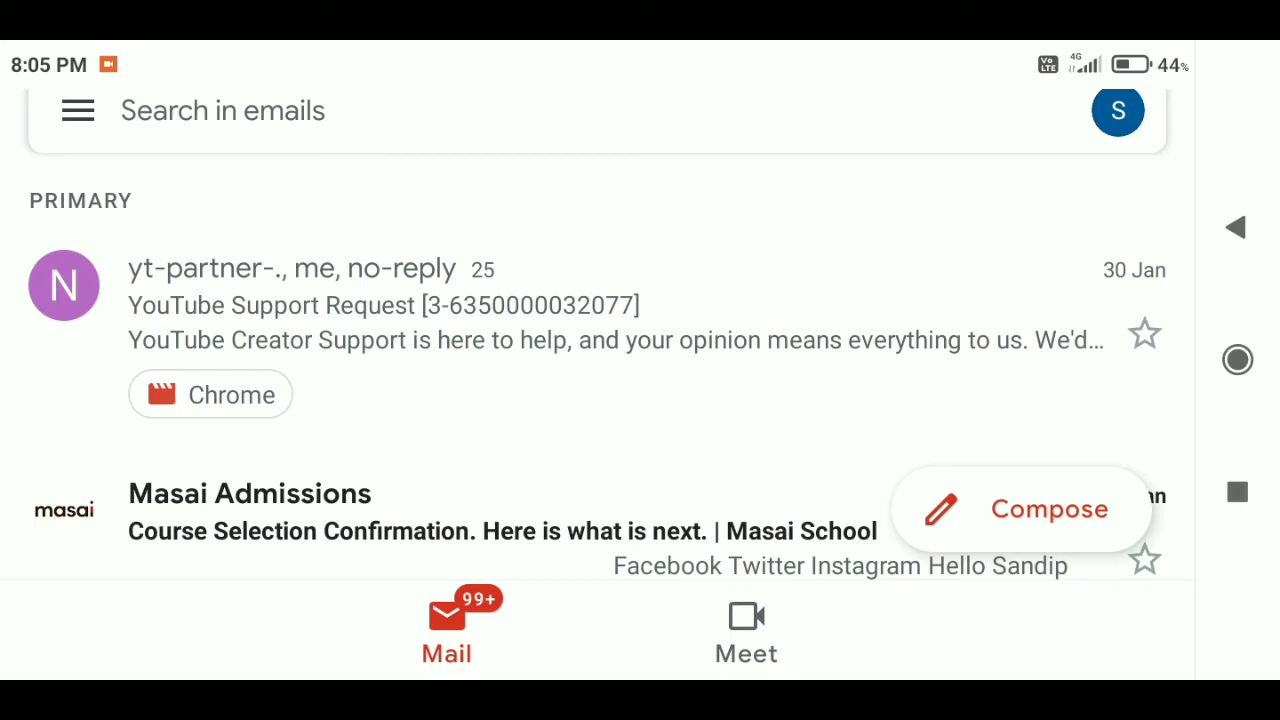 8:05 PM
Vo LTE 4G 44%
Search in emails
S
PRIMARY
N
yt-partner-., me, no-reply 25
30 Jan
YouTube Support Request [3-6350000032077]
YouTube Creator Support is here to help, and your opinion means everything to us. We'd...
Chrome
masai
Masai Admissions
Course Selection Confirmation. Here is what is next. | Masai School
Compose
Facebook Twitter Instagram Hello Sandip
99+
Mail
Meet